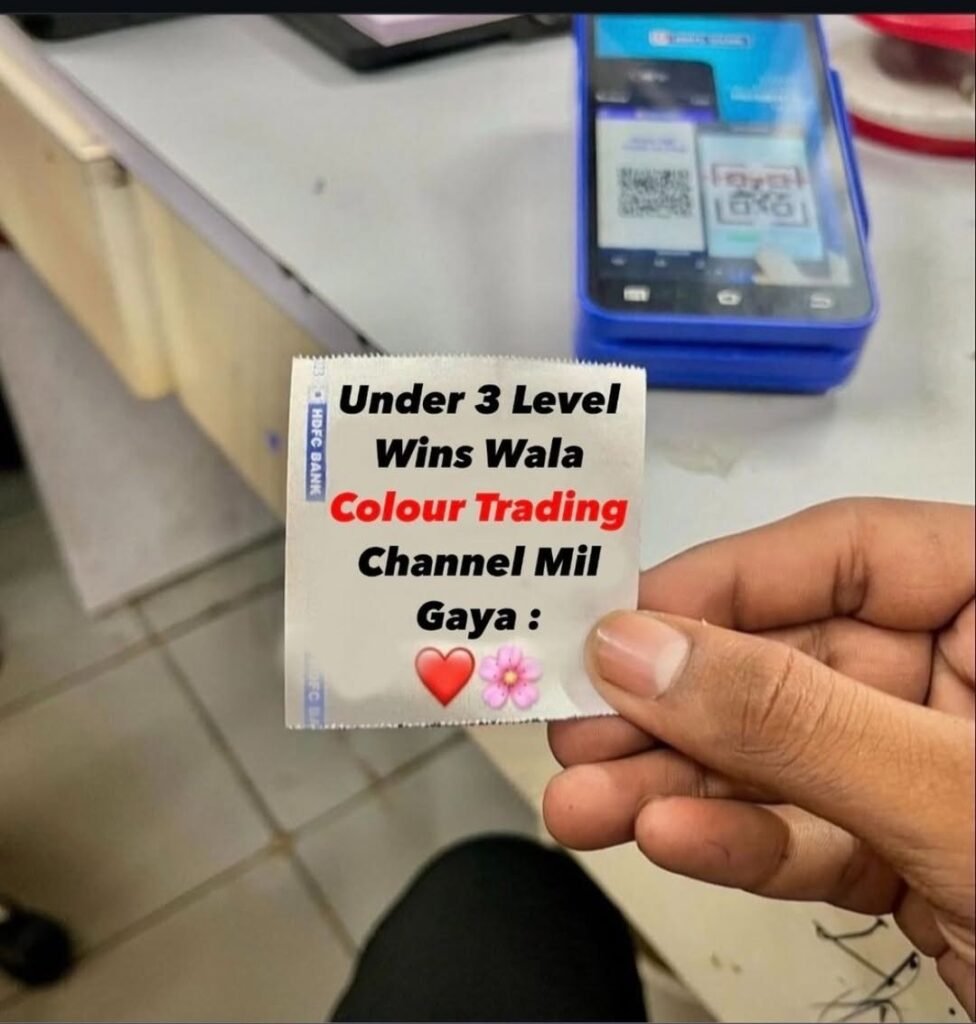 HDFC BANK
Under 3 Level
Wins Wala
Colour Trading
Channel Mil
Gaya :
❤️🌸